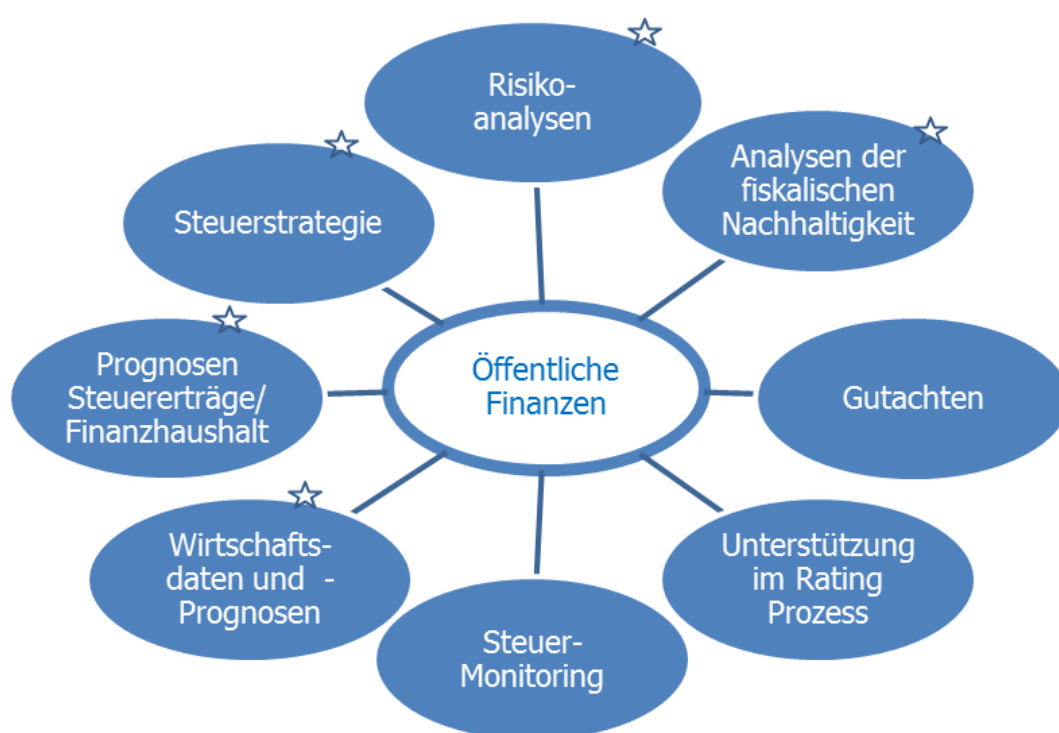 Risiko-
analysen
Analysen der
fiskalischen
Nachhaltigkeit
Steuerstrategie
Prognosen
Steuererträge/
Finanzhaushalt
Öffentliche
Finanzen
Gutachten
Wirtschafts-
daten und -
Prognosen
Unterstützung
im Rating
Prozess
Steuer-
Monitoring